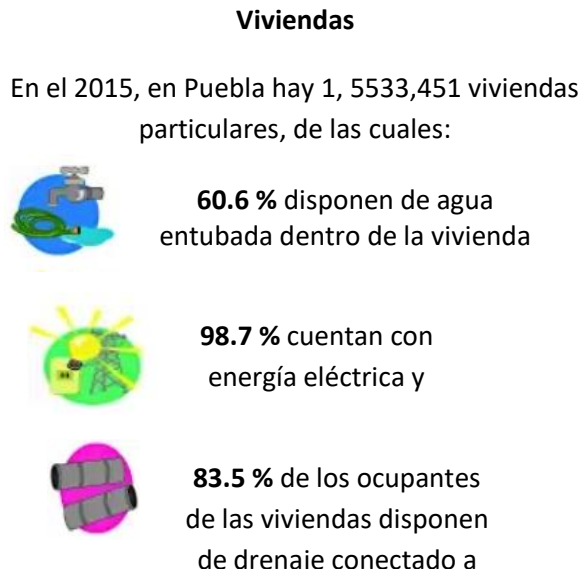 Viviendas
En el 2015, en Puebla hay 1, 5533,451 viviendas
particulares, de las cuales:
60.6 % disponen de agua
entubada dentro de la vivienda
98.7 % cuentan con
energía eléctrica y
83.5 % de los ocupantes
de las viviendas disponen
de drenaje conectado a